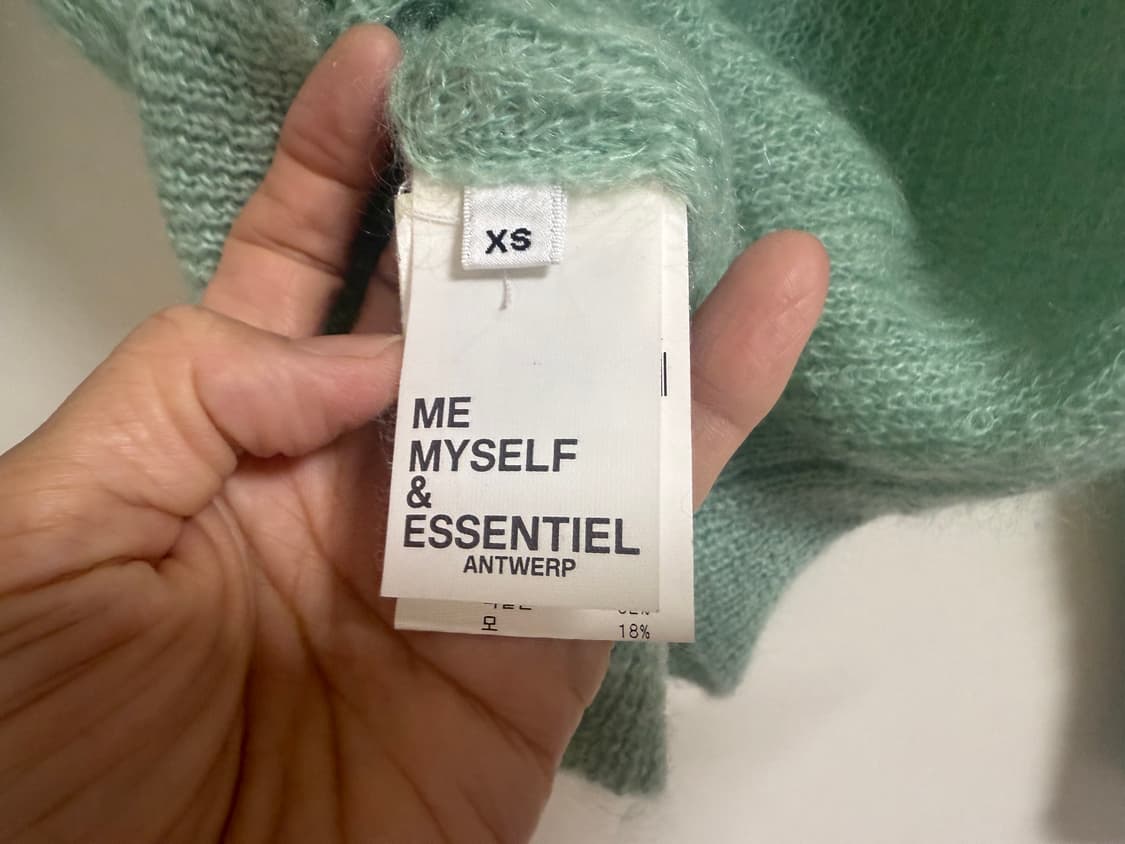 XS
ME
MYSELF
&
ESSENTIEL
ANTWERP
모 18%